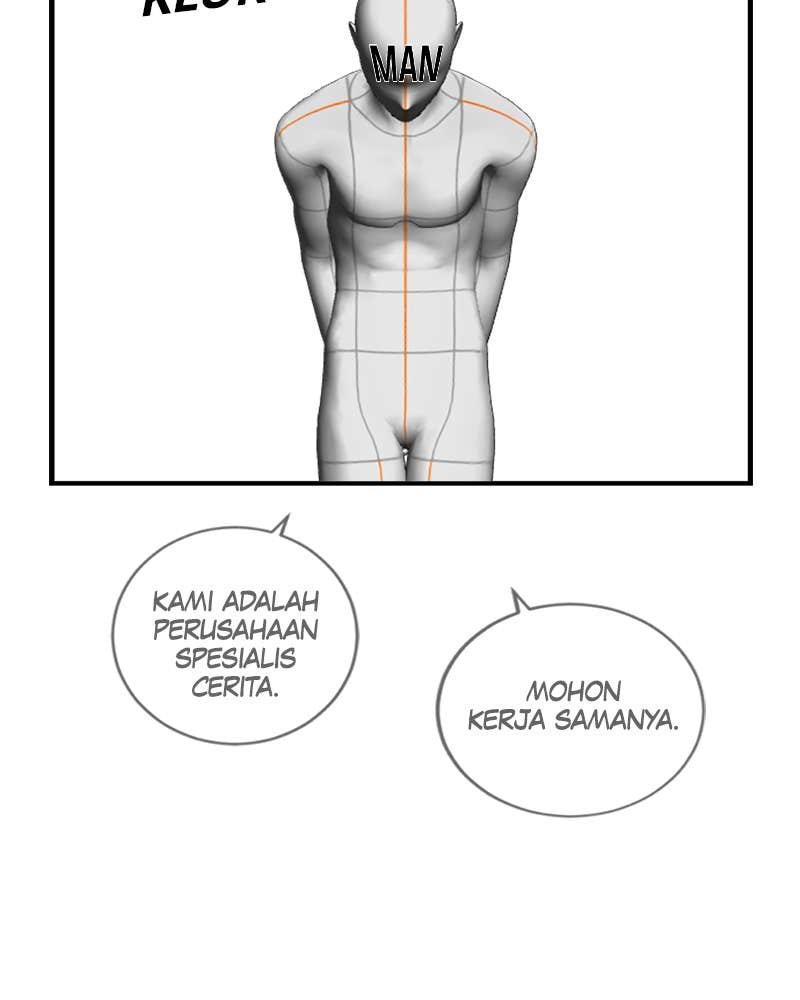 MAN
KAMI ADALAH
PERUSAHAAN
SPESIALIS
CERITA.
MOHON
KERJA SAMANYA.